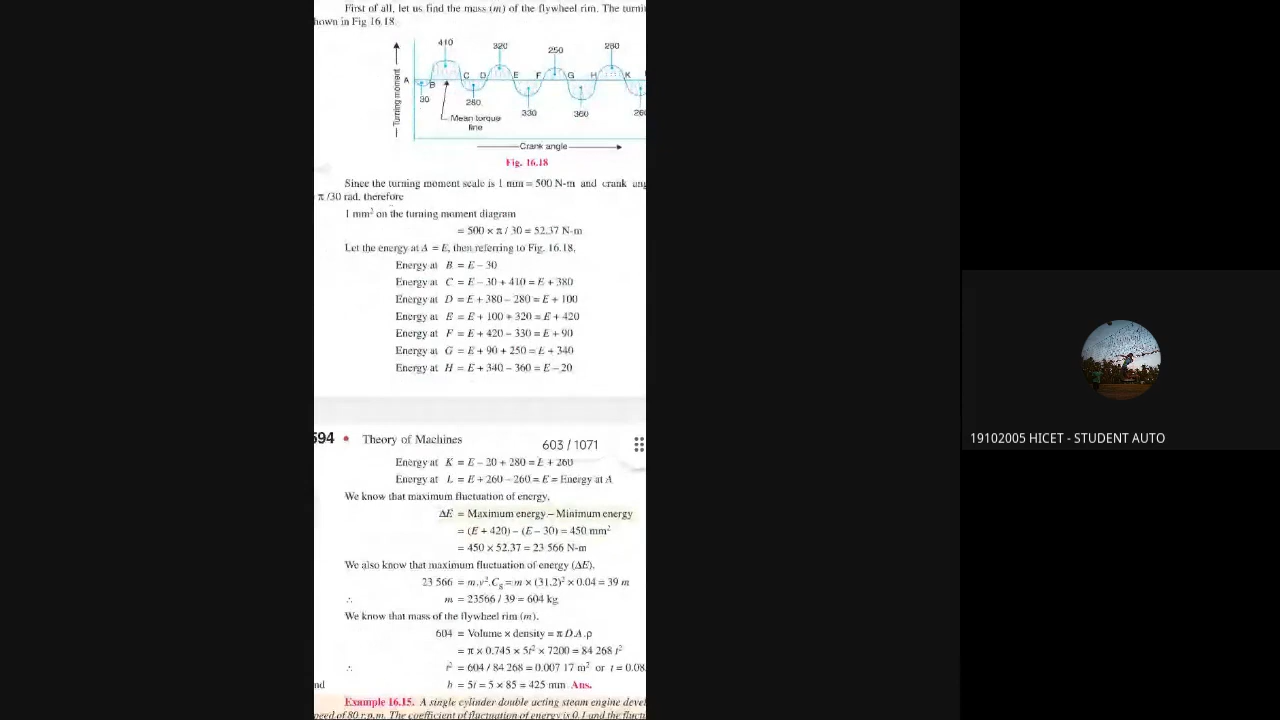 First of all, let us find the mass (m) of the flywheel rim. The turni
hown in Fig 16.18
410 320 250 280
A B C D E F G H K
30 280 330 360 260
Turning moment
Mean torque
line
Crank angle
Fig. 16.18
Since the turning moment scale is 1 mm = 500 N-m and crank ang
π /30 rad, therefore
1 mm² on the turning moment diagram
= 500 × π / 30 = 52.37 N-m
Let the energy at A = E, then referring to Fig. 16.18,
Energy at B = E – 30
Energy at C = E – 30 + 410 = E + 380
Energy at D = E + 380 – 280 = E + 100
Energy at E = E + 100 + 320 = E + 420
Energy at F = E + 420 – 330 = E + 90
Energy at G = E + 90 + 250 = E + 340
Energy at H = E + 340 – 360 = E – 20
594 • Theory of Machines
603 / 1071
Energy at K = E – 20 + 280 = E + 260
Energy at L = E + 260 – 260 = E = Energy at A
We know that maximum fluctuation of energy,
ΔE = Maximum energy – Minimum energy
= (E + 420) – (E – 30) = 450 mm²
= 450 × 52.37 = 23 566 N-m
We also know that maximum fluctuation of energy (ΔE),
23 566 = m.v².Cs = m × (31.2)² × 0.04 = 39 m
∴ m = 23566 / 39 = 604 kg
We know that mass of the flywheel rim (m),
604 = Volume × density = π D.A.ρ
= π × 0.745 × 5t² × 7200 = 84 268 t²
∴ t² = 604 / 84 268 = 0.007 17 m² or t = 0.08
nd h = 5t = 5 × 85 = 425 mm Ans.
Example 16.15. A single cylinder double acting steam engine deve
peed of 80 r.p.m. The coefficient of fluctuation of energy is 0.1 and the fluct
19102005 HICET - STUDENT AUTO